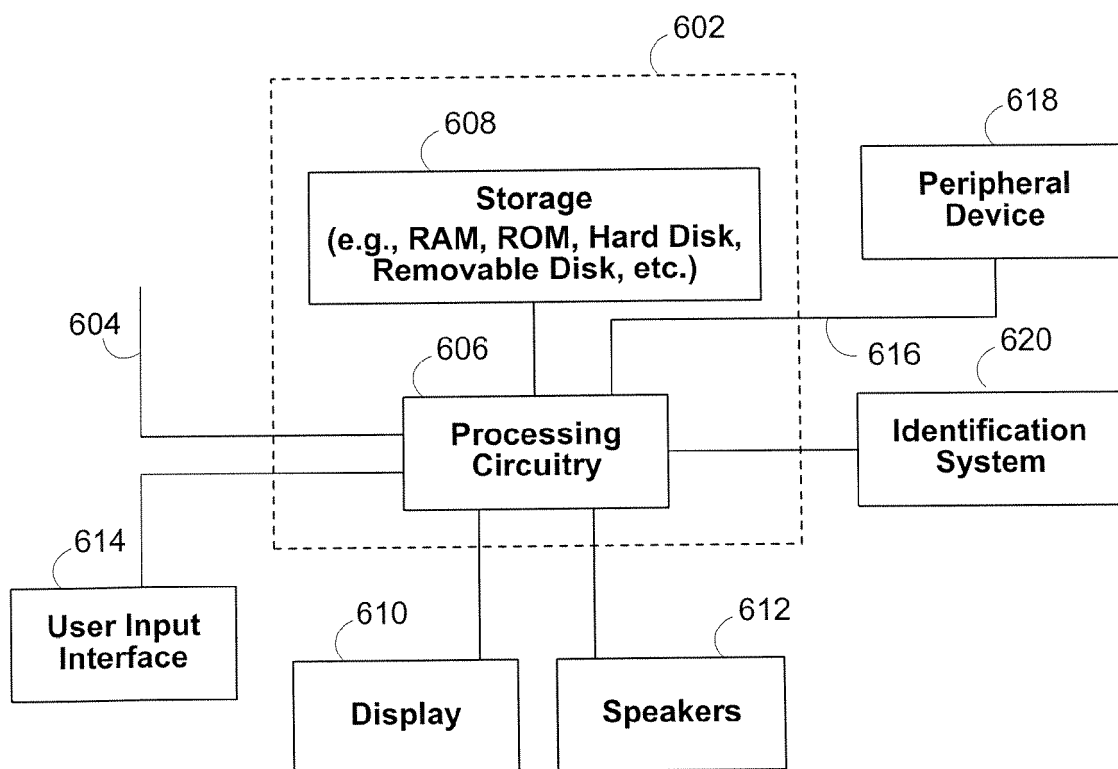 602
618
608
Peripheral
Device
Storage
(e.g., RAM, ROM, Hard Disk,
Removable Disk, etc.)
604
606
616
620
Processing
Circuitry
Identification
System
614
User Input
Interface
610
612
Display
Speakers